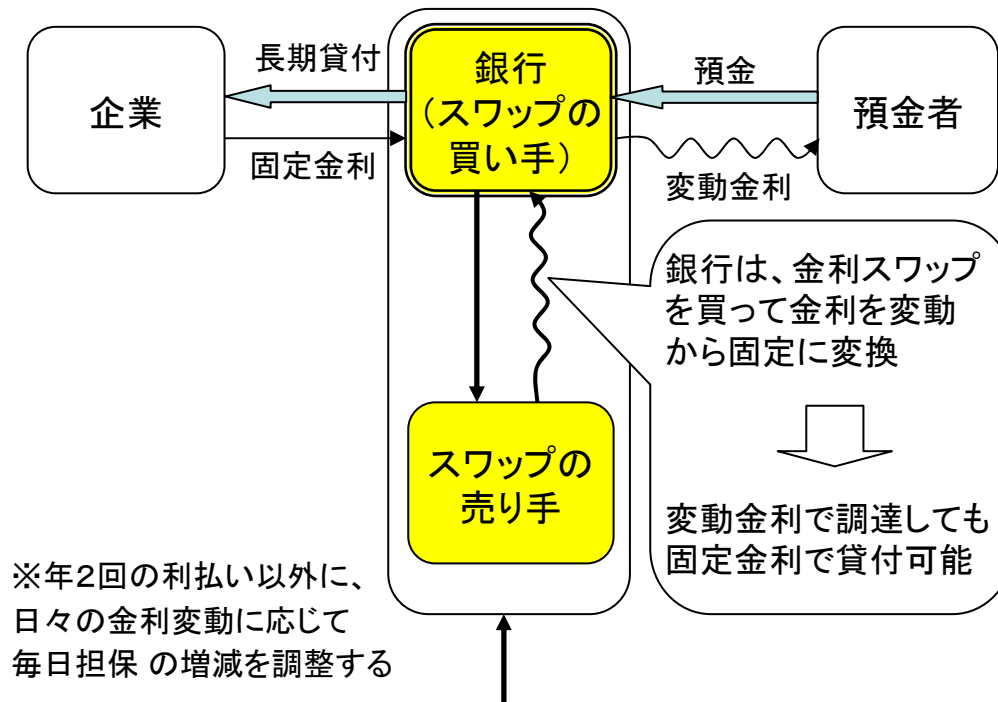 企業
長期貸付
固定金利
銀行
(スワップの
買い手)
預金
変動金利
預金者
銀行は、金利スワップ
を買って金利を変動
から固定に変換
変動金利で調達しても
固定金利で貸付可能
スワップの
売り手
※年2回の利払い以外に、
日々の金利変動に応じて
毎日担保 の増減を調整する